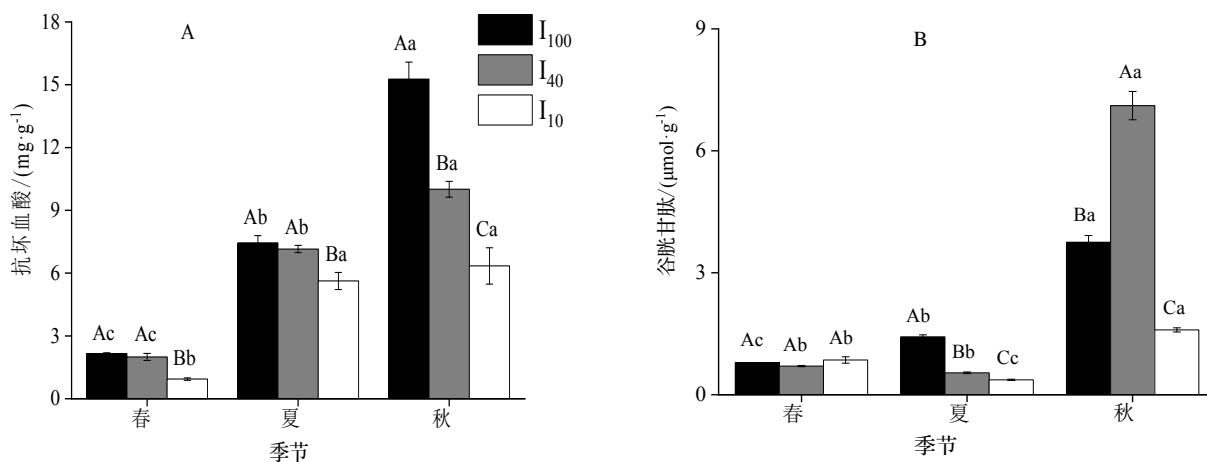 A
抗坏血酸/(mg·g⁻¹)
18
15
12
9
6
3
0
I₁₀₀
I₄₀
I₁₀
Ac
Ac
Bb
Ab
Ab
Ba
Aa
Ba
Ca
春
夏
秋
季节
B
谷胱甘肽/(μmol·g⁻¹)
9
6
3
0
Ac
Ab
Ab
Ab
Bb
Cc
Ba
Aa
Ca
春
夏
秋
季节